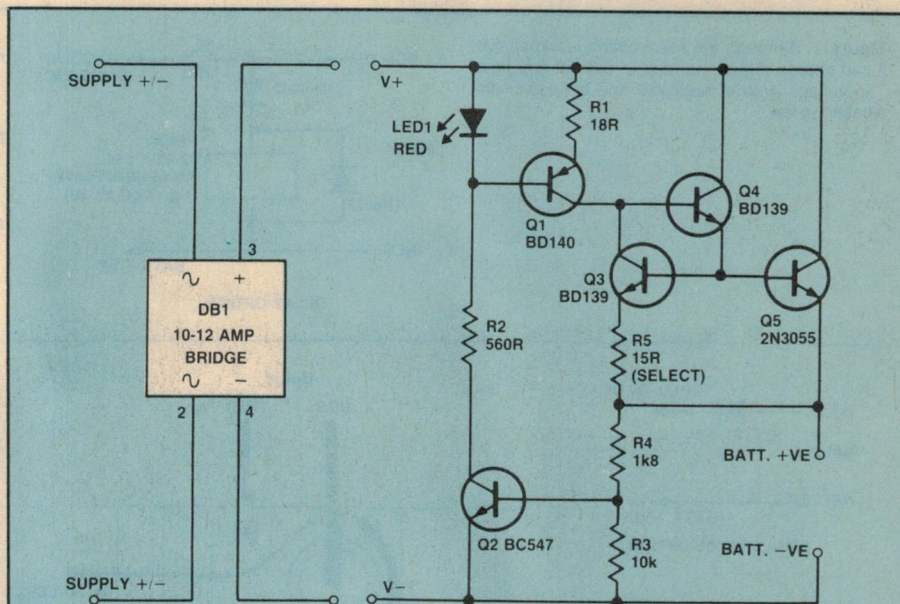 SUPPLY +/−
V+
LED1
RED
R1
18R
Q1
BD140
Q4
BD139
Q3
BD139
Q5
2N3055
3
∿ +
DB1
10-12 AMP
BRIDGE
∿ −
2 4
R2
560R
R5
15R
(SELECT)
R4
1k8
BATT. +VE
Q2 BC547
R3
10k
BATT. −VE
SUPPLY +/−
V−